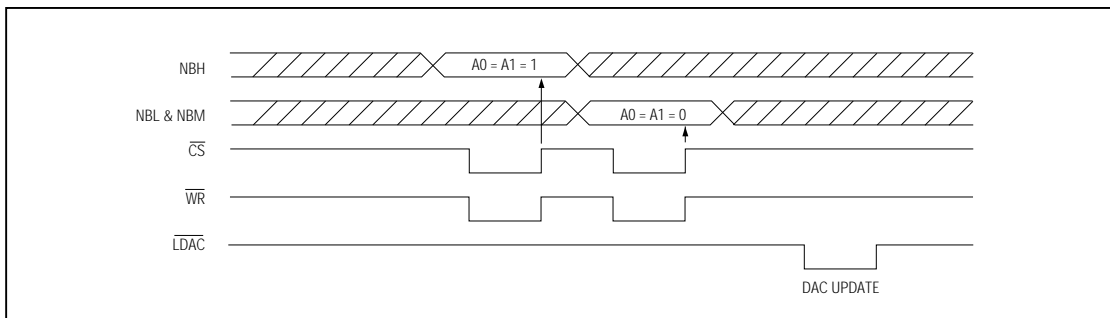 NBH
A0 = A1 = 1
NBL & NBM
A0 = A1 = 0
CS
WR
LDAC
DAC UPDATE